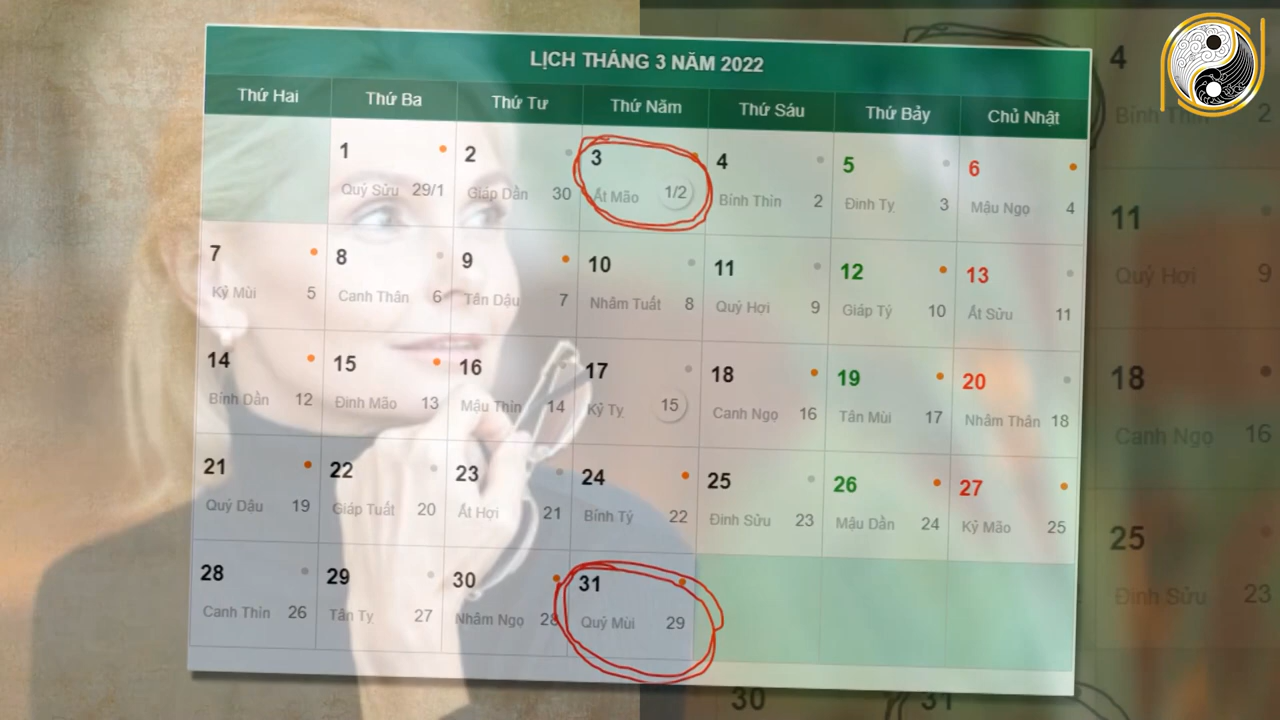 LỊCH THÁNG 3 NĂM 2022
Thứ Hai Thứ Ba Thứ Tư Thứ Năm Thứ Sáu Thứ Bảy Chủ Nhật
1 2 3 4 5 6
Quý Sửu 29/1 Giáp Dần 30 Ất Mão 1/2 Bính Thìn 2 Đinh Tỵ 3 Mậu Ngọ 4
7 8 9 10 11 12 13
Kỷ Mùi 5 Canh Thân 6 Tân Dậu 7 Nhâm Tuất 8 Quý Hợi 9 Giáp Tý 10 Ất Sửu 11
14 15 16 17 18 19 20
Bính Dần 12 Đinh Mão 13 Mậu Thìn 14 Kỷ Tỵ 15 Canh Ngọ 16 Tân Mùi 17 Nhâm Thân 18
21 22 23 24 25 26 27
Quý Dậu 19 Giáp Tuất 20 Ất Hợi 21 Bính Tý 22 Đinh Sửu 23 Mậu Dần 24 Kỷ Mão 25
28 29 30 31
Canh Thìn 26 Tân Tỵ 27 Nhâm Ngọ 28 Quý Mùi 29
4
Bính Thìn 2
11
Quý Hợi 9
18
Canh Ngọ 16
25
Đinh Sửu 23
30 31